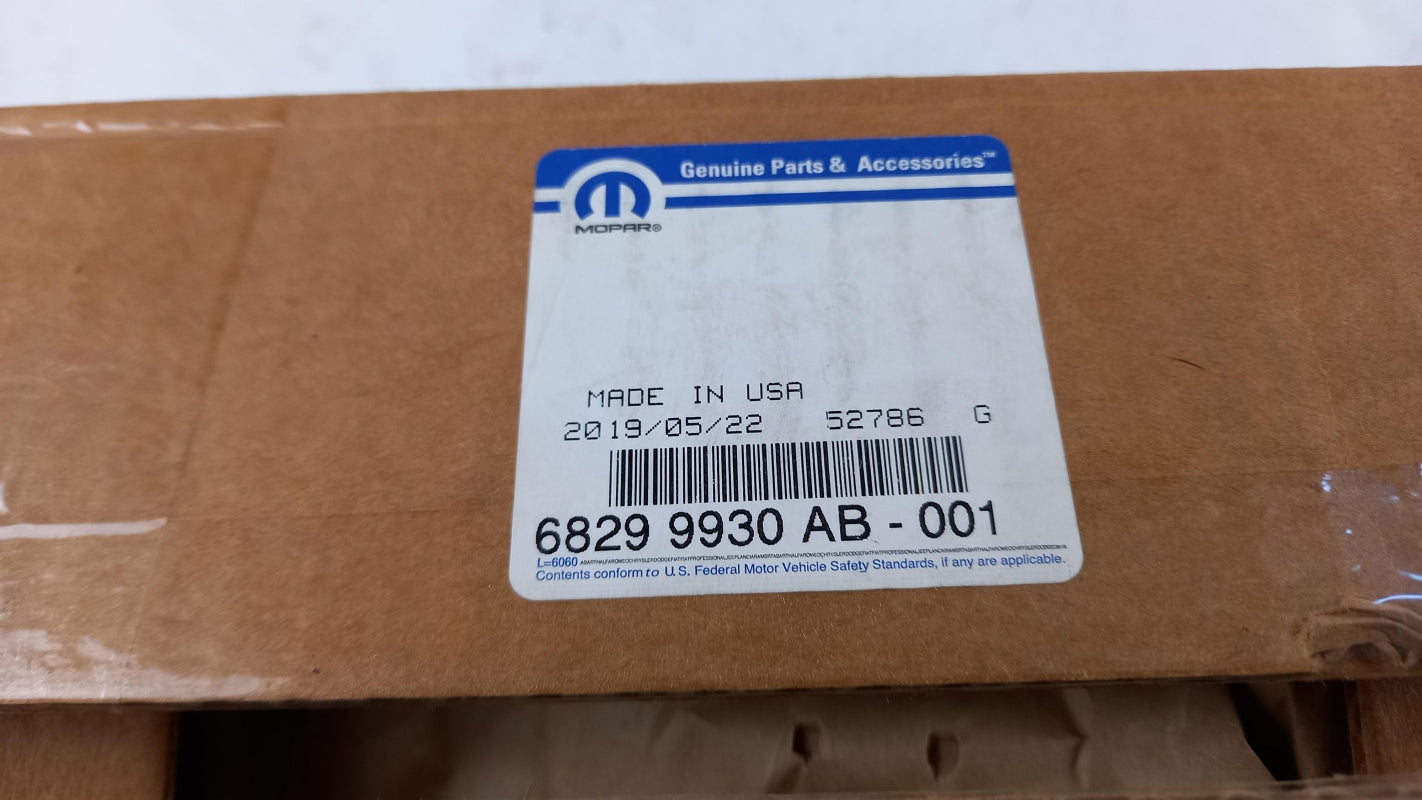 Genuine Parts & Accessories™
MOPAR®
MADE IN USA
2019/05/22 52786 G
6829 9930 AB - 001
L=6060
Contents conform to U.S. Federal Motor Vehicle Safety Standards, if any are applicable.